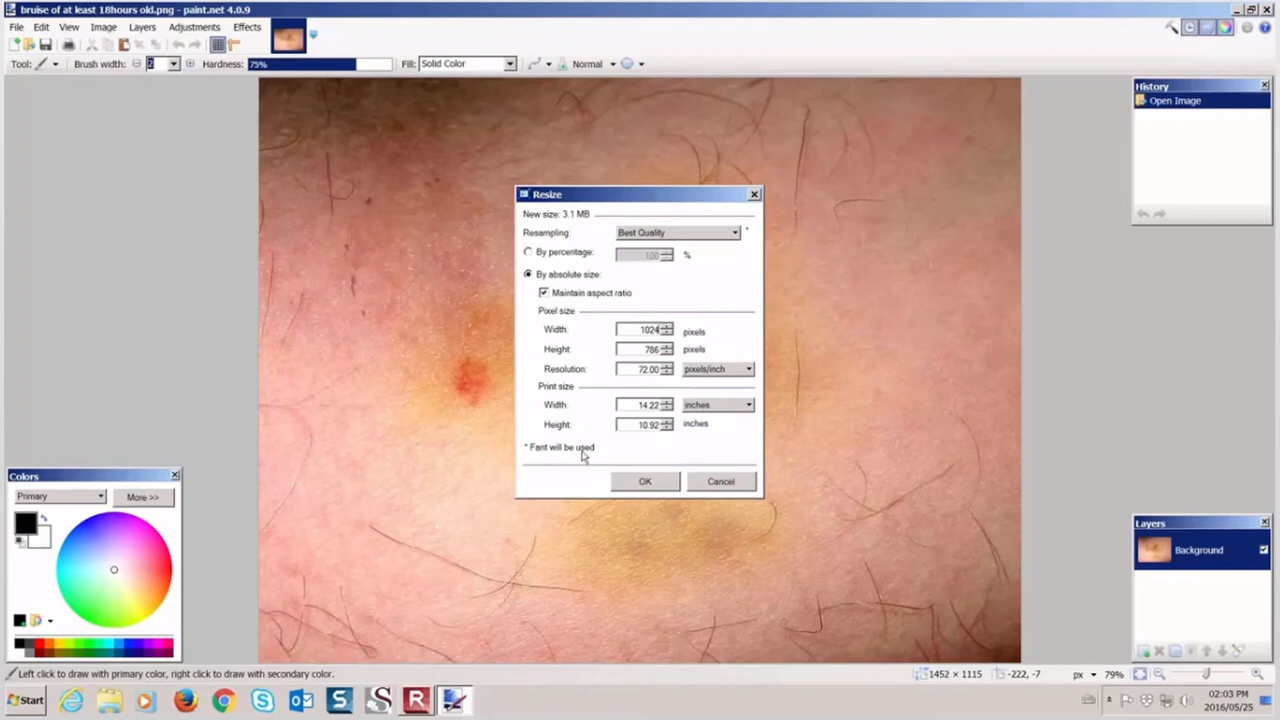 bruise of at least 18hours old.png - paint.net 4.0.9
File Edit View Image Layers Adjustments Effects
Tool: Brush width: 2 Hardness: 75% Fill: Solid Color Normal
History
Open Image
Resize
New size: 3.1 MB
Resampling: Best Quality *
By percentage: 100 %
By absolute size:
Maintain aspect ratio
Pixel size
Width: 1024 pixels
Height: 786 pixels
Resolution: 72.00 pixels/inch
Print size
Width: 14.22 inches
Height: 10.92 inches
* Fant will be used
OK Cancel
Colors
Primary More >>
Layers
Background
Left click to draw with primary color, right click to draw with secondary color. 1452 × 1115 -222, -7 px 79%
Start S S R 02:03 PM
2016/05/25